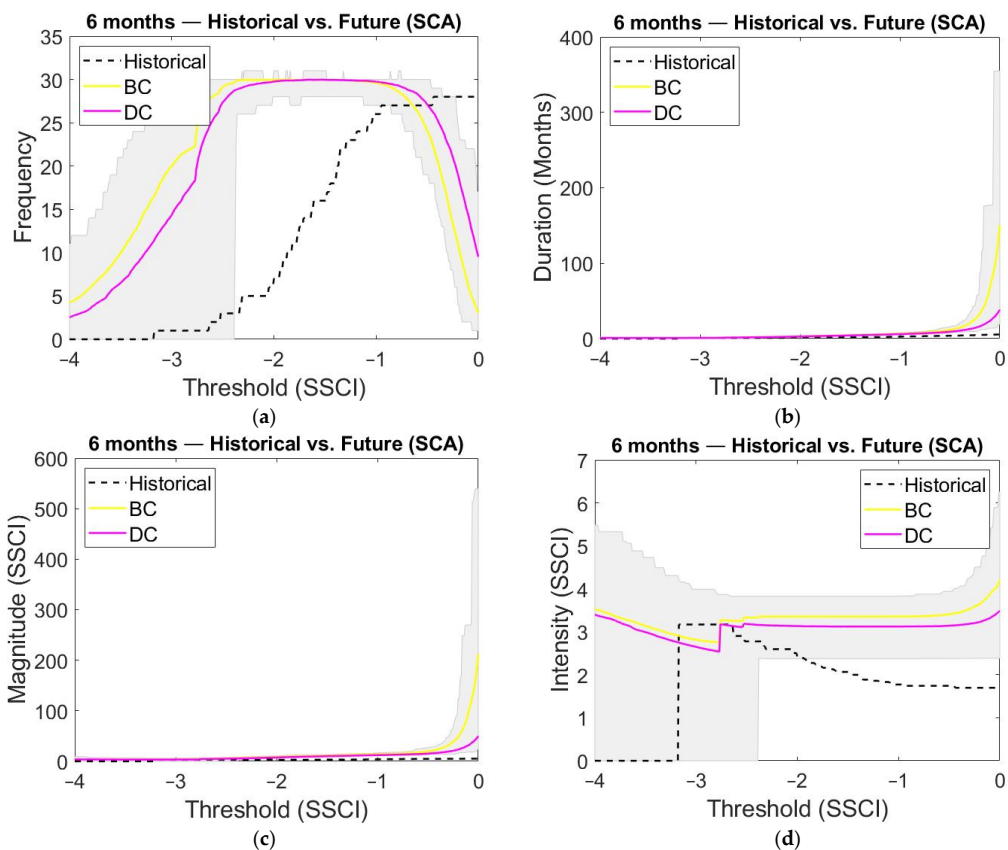 6 months — Historical vs. Future (SCA)
Historical
BC
DC
Frequency
35
30
25
20
15
10
5
0
−4 −3 −2 −1 0
Threshold (SSCI)
(a)
6 months — Historical vs. Future (SCA)
Historical
BC
DC
Duration (Months)
400
300
200
100
0
−4 −3 −2 −1 0
Threshold (SSCI)
(b)
6 months — Historical vs. Future (SCA)
Historical
BC
DC
Magnitude (SSCI)
600
500
400
300
200
100
0
−4 −3 −2 −1 0
Threshold (SSCI)
(c)
6 months — Historical vs. Future (SCA)
Historical
BC
DC
Intensity (SSCI)
7
6
5
4
3
2
1
0
−4 −3 −2 −1 0
Threshold (SSCI)
(d)